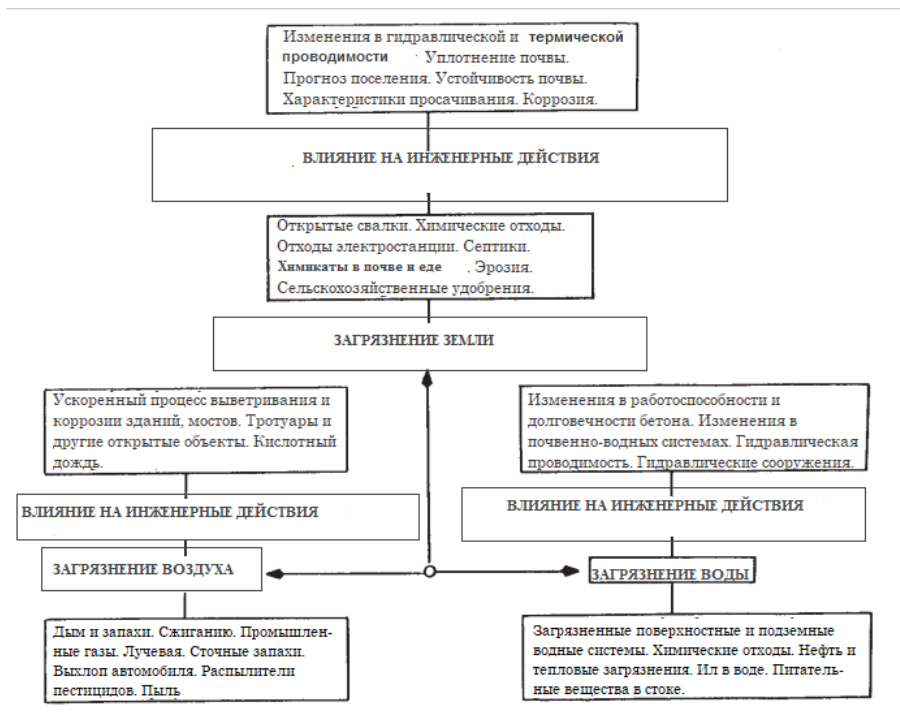 Изменения в гидравлической и термической
проводимости Уплотнение почвы.
Прогноз поселения. Устойчивость почвы.
Характеристики просачивания. Коррозия.
ВЛИЯНИЕ НА ИНЖЕНЕРНЫЕ ДЕЙСТВИЯ
Открытые свалки. Химические отходы.
Отходы электростанции. Септики.
Химикаты в почве и еде . Эрозия.
Сельскохозяйственные удобрения.
ЗАГРЯЗНЕНИЕ ЗЕМЛИ
Ускоренный процесс выветривания и
коррозии зданий, мостов. Тротуары и
другие открытые объекты. Кислотный
дождь.
ВЛИЯНИЕ НА ИНЖЕНЕРНЫЕ ДЕЙСТВИЯ
ЗАГРЯЗНЕНИЕ ВОЗДУХА
Дым и запахи. Сжиганию. Промышлен-
ные газы. Лучевая. Сточные запахи.
Выхлоп автомобиля. Распылители
пестицидов. Пыль
Изменения в работоспособности и
долговечности бетона. Изменения в
почвенно-водных системах. Гидравлическая
проводимость. Гидравлические сооружения.
ВЛИЯНИЕ НА ИНЖЕНЕРНЫЕ ДЕЙСТВИЯ
ЗАГРЯЗНЕНИЕ ВОДЫ
Загрязненные поверхностные и подземные
водные системы. Химические отходы. Нефть и
тепловые загрязнения. Ил в воде. Питатель-
ные вещества в стоке.